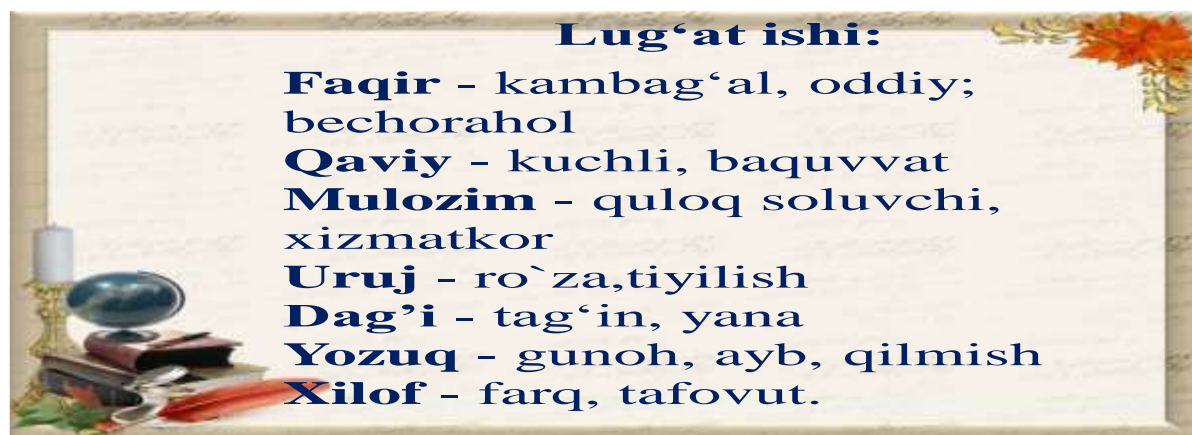 Lug‘at ishi:
Faqir - kambag‘al, oddiy;
bechorahol
Qaviy - kuchli, baquvvat
Mulozim - quloq soluvchi,
xizmatkor
Uruj - ro`za,tiyilish
Dag’i - tag‘in, yana
Yozuq - gunoh, ayb, qilmish
Xilof - farq, tafovut.